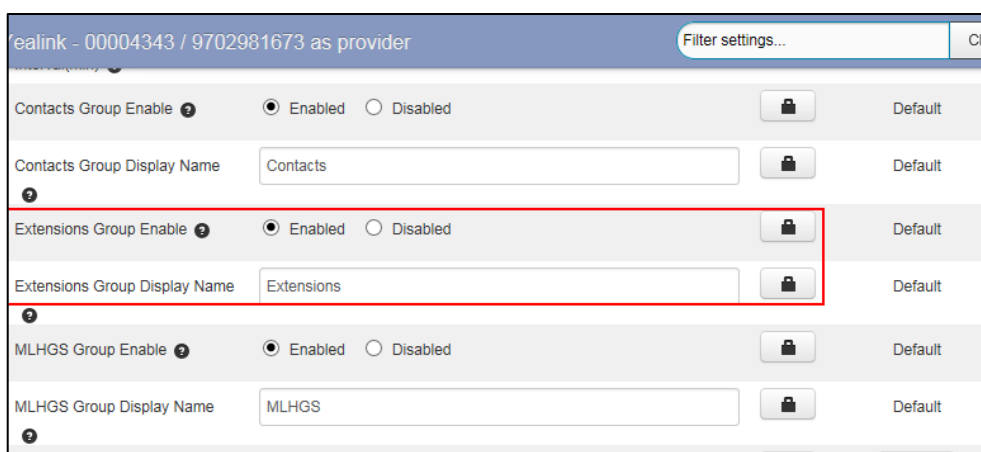 Yealink - 00004343 / 9702981673 as provider Filter settings...
Contacts Group Enable Enabled Disabled Default
Contacts Group Display Name Contacts Default
Extensions Group Enable Enabled Disabled Default
Extensions Group Display Name Extensions Default
MLHGS Group Enable Enabled Disabled Default
MLHGS Group Display Name MLHGS Default